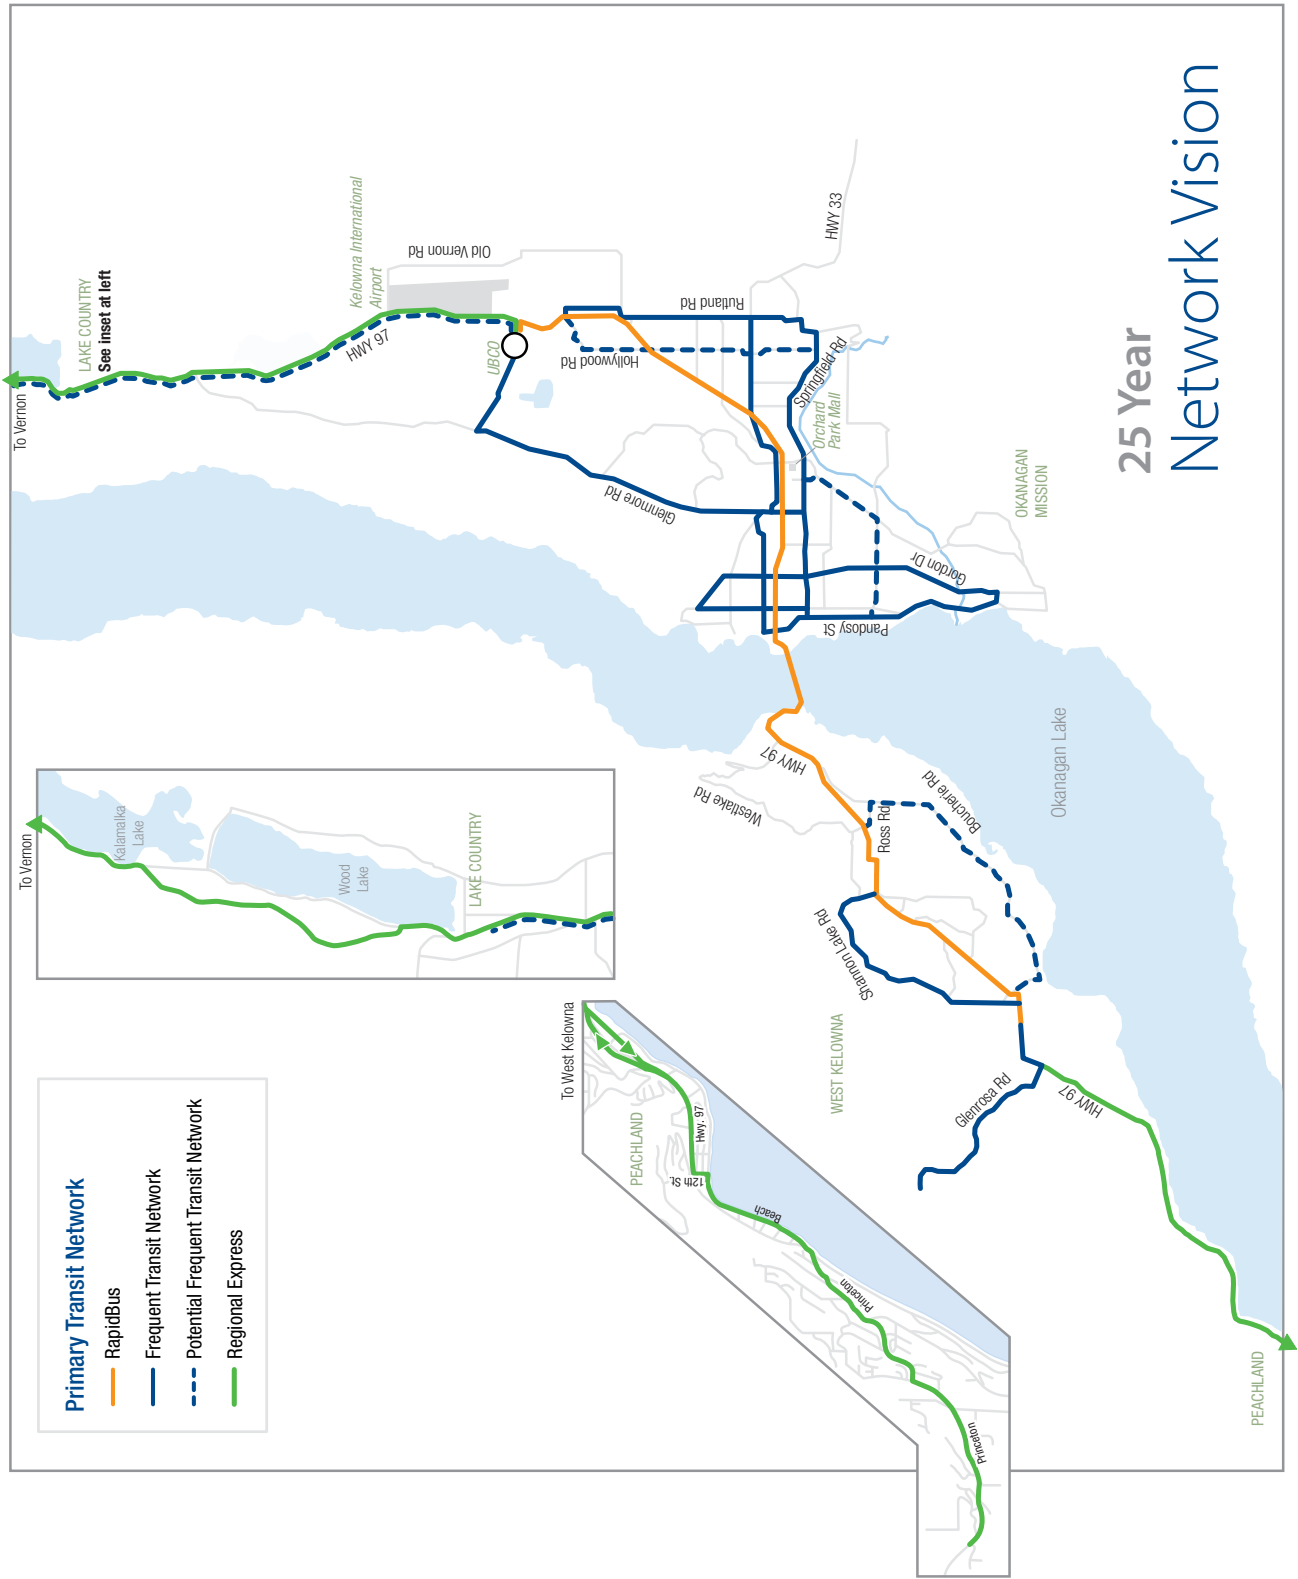 25 Year
Network Vision
Primary Transit Network
RapidBus
Frequent Transit Network
Potential Frequent Transit Network
Regional Express
To Vernon
Kalamalka
Lake
Wood
Lake
LAKE COUNTRY
To Vernon
LAKE COUNTRY
See inset at left
HWY 97
Kelowna International
Airport
Old Vernon Rd
UBCO
Hollywood Rd
Rutland Rd
HWY 33
Glenmore Rd
Springfield Rd
Orchard
Park Mall
OKANAGAN
MISSION
Gordon Dr
Pandosy St
HWY 97
Westlake Rd
Ross Rd
Boucherie Rd
Okanagan Lake
Shannon Lake Rd
WEST KELOWNA
Glenrosa Rd
HWY 97
PEACHLAND
To West Kelowna
PEACHLAND
Hwy. 97
12th St.
Beach
Princeton
Princeton